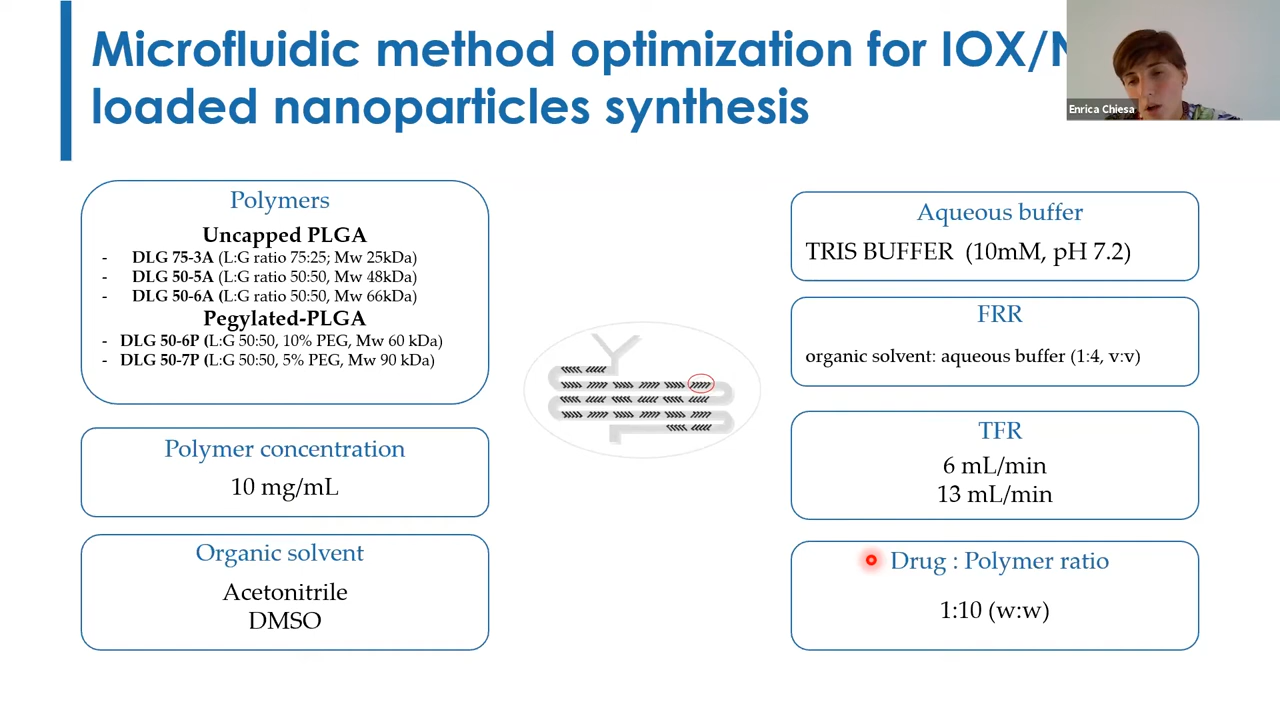 Microfluidic method optimization for IOX/
loaded nanoparticles synthesis
Enrica Chiesa
Polymers
Uncapped PLGA
- DLG 75-3A (L:G ratio 75:25; Mw 25kDa)
- DLG 50-5A (L:G ratio 50:50, Mw 48kDa)
- DLG 50-6A (L:G ratio 50:50, Mw 66kDa)
Pegylated-PLGA
- DLG 50-6P (L:G 50:50, 10% PEG, Mw 60 kDa)
- DLG 50-7P (L:G 50:50, 5% PEG, Mw 90 kDa)
Polymer concentration
10 mg/mL
Organic solvent
Acetonitrile
DMSO
Aqueous buffer
TRIS BUFFER (10mM, pH 7.2)
FRR
organic solvent: aqueous buffer (1:4, v:v)
TFR
6 mL/min
13 mL/min
Drug : Polymer ratio
1:10 (w:w)